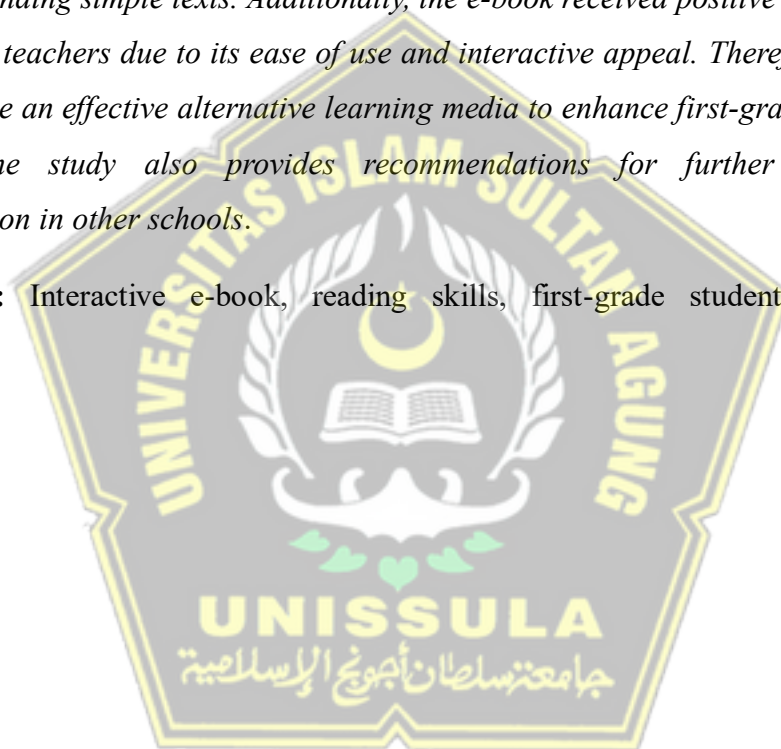 nding simple texts. Additionally, the e-book received positive
teachers due to its ease of use and interactive appeal. There
e an effective alternative learning media to enhance first-gra
ne study also provides recommendations for further
on in other schools.
: Interactive e-book, reading skills, first-grade student
UNIVERSITAS ISLAM SULTAN AGUNG
UNISSULA
جامعة سلطان أجونج الإسلامية